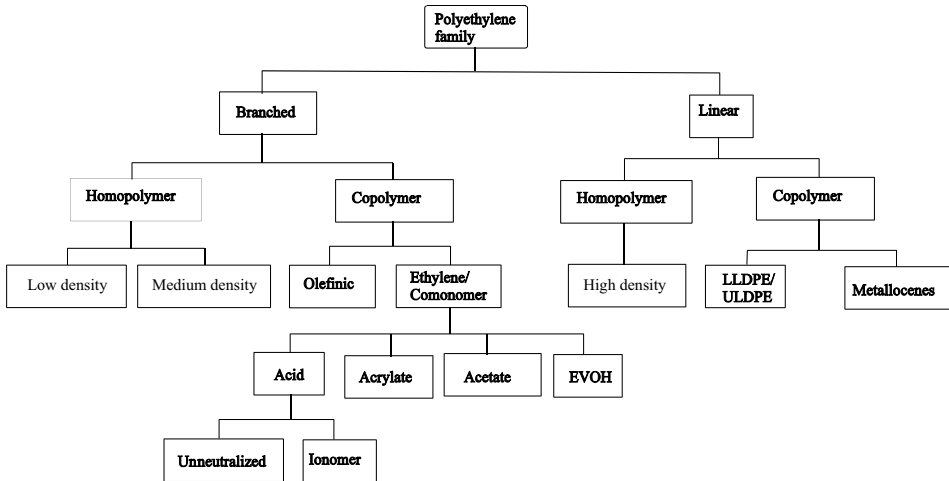 Polyethylene
family
Branched
Linear
Homopolymer
Copolymer
Homopolymer
Copolymer
Low density
Medium density
Olefinic
Ethylene/
Comonomer
High density
LLDPE/
ULDPE
Metallocenes
Acid
Acrylate
Acetate
EVOH
Unneutralized
Ionomer